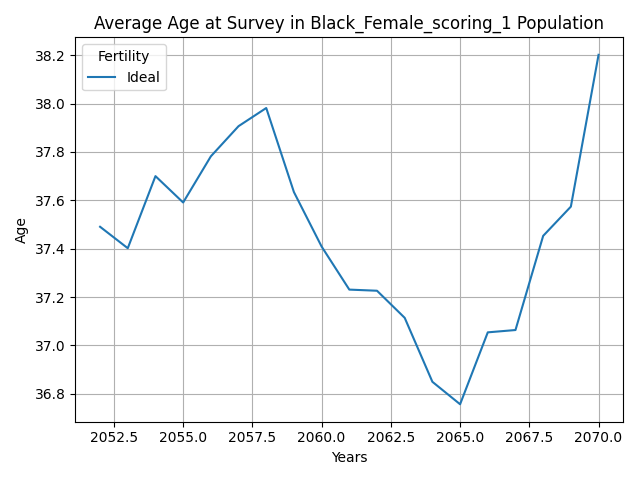 Average Age at Survey in Black_Female_scoring_1 Population
Fertility
Ideal
38.2
38.0
37.8
37.6
37.4
37.2
37.0
36.8
Age
2052.5 2055.0 2057.5 2060.0 2062.5 2065.0 2067.5 2070.0
Years